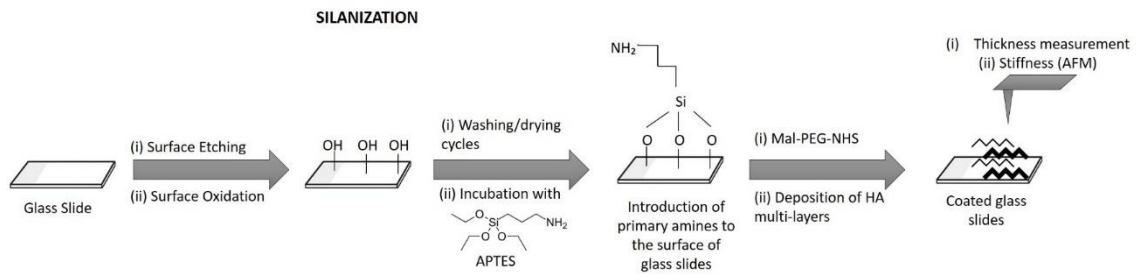 SILANIZATION
Glass Slide
(i) Surface Etching
(ii) Surface Oxidation
OH
OH
OH
(i) Washing/drying
cycles
(ii) Incubation with
O
Si
NH₂
O
O
APTES
NH₂
Si
O
O
O
Introduction of
primary amines to
the surface of
glass slides
(i) Mal-PEG-NHS
(ii) Deposition of HA
multi-layers
(i) Thickness measurement
(ii) Stiffness (AFM)
Coated glass
slides